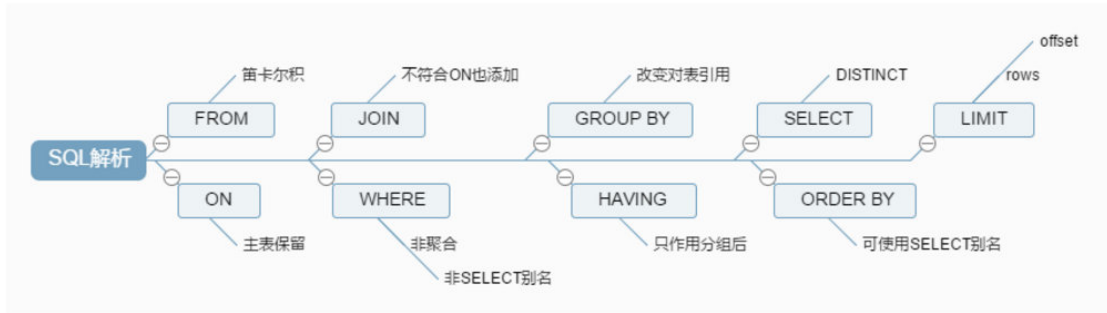 offset
笛卡尔积
不符合ON也添加
改变对表引用
DISTINCT
rows
FROM
JOIN
GROUP BY
SELECT
LIMIT
SQL解析
ON
WHERE
HAVING
ORDER BY
主表保留
非聚合
只作用分组后
可使用SELECT别名
非SELECT别名